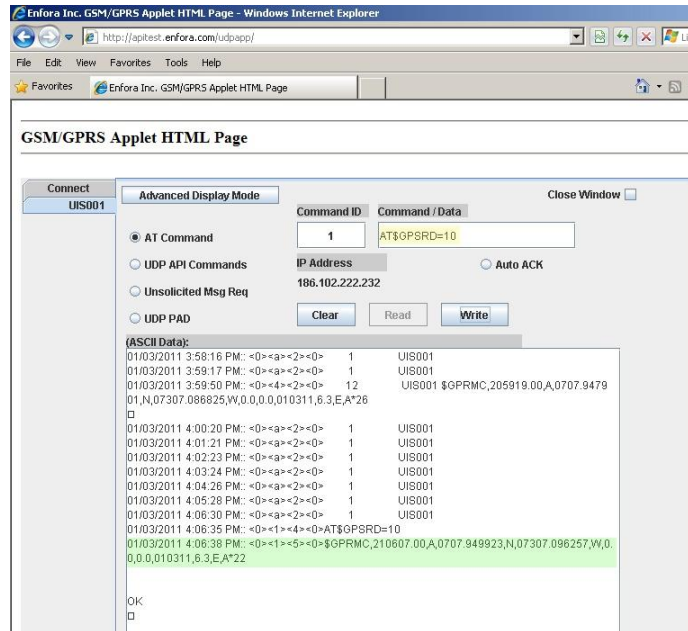 Enfora Inc. GSM/GPRS Applet HTML Page - Windows Internet Explorer
http://apitest.enfora.com/udpapp/
File Edit View Favorites Tools Help
Favorites Enfora Inc. GSM/GPRS Applet HTML Page
GSM/GPRS Applet HTML Page
Connect
UIS001
Advanced Display Mode
Close Window
Command ID Command / Data
AT Command
1
AT$GPSRD=10
UDP API Commands
IP Address
Auto ACK
186.102.222.232
Unsolicited Msg Req
Clear Read Write
UDP PAD
(ASCII Data):
01/03/2011 3:58:16 PM:: <0><a><2><0> 1 UIS001
01/03/2011 3:59:17 PM:: <0><a><2><0> 1 UIS001
01/03/2011 3:59:50 PM:: <0><4><2><0> 12 UIS001 $GPRMC,205919.00,A,0707.9479
01,N,07307.086825,W,0.0,0.0,010311,6.3,E,A*26
01/03/2011 4:00:20 PM:: <0><a><2><0> 1 UIS001
01/03/2011 4:01:21 PM:: <0><a><2><0> 1 UIS001
01/03/2011 4:02:23 PM:: <0><a><2><0> 1 UIS001
01/03/2011 4:03:24 PM:: <0><a><2><0> 1 UIS001
01/03/2011 4:04:26 PM:: <0><a><2><0> 1 UIS001
01/03/2011 4:05:28 PM:: <0><a><2><0> 1 UIS001
01/03/2011 4:06:30 PM:: <0><a><2><0> 1 UIS001
01/03/2011 4:06:35 PM:: <0><1><4><0>AT$GPSRD=10
01/03/2011 4:06:38 PM:: <0><1><5><0>$GPRMC,210607.00,A,0707.949923,N,07307.096257,W,0.
0,0.0,010311,6.3,E,A*22
OK